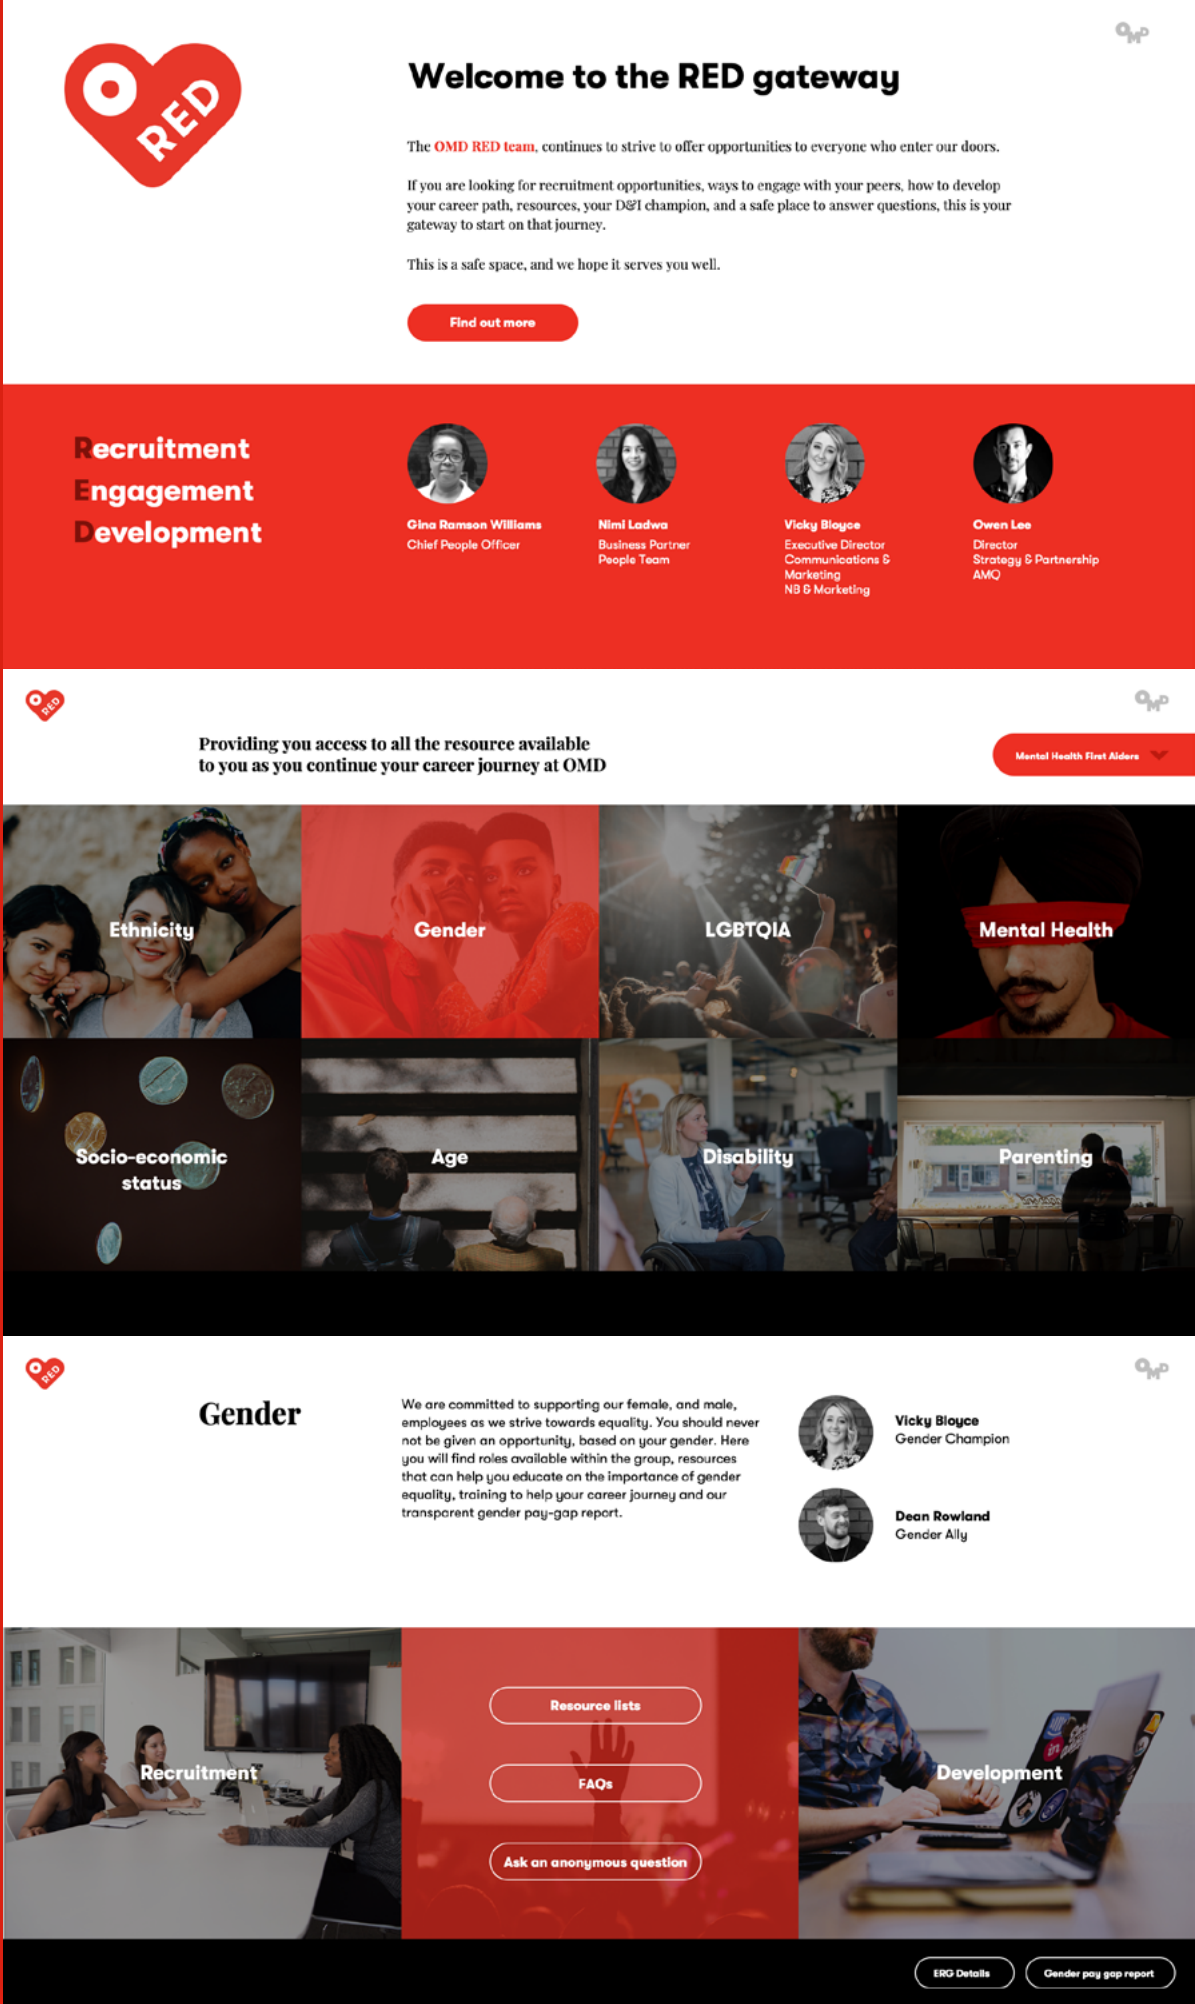 O RED
OMD
Welcome to the RED gateway
The OMD RED team, continues to strive to offer opportunities to everyone who enter our doors.
If you are looking for recruitment opportunities, ways to engage with your peers, how to develop
your career path, resources, your D&I champion, and a safe place to answer questions, this is your
gateway to start on that journey.
This is a safe space, and we hope it serves you well.
Find out more
Recruitment
Engagement
Development
Gina Ramson Williams
Chief People Officer
Nimi Ladwa
Business Partner
People Team
Vicky Bloyce
Executive Director
Communications &
Marketing
NB & Marketing
Owen Lee
Director
Strategy & Partnership
AMQ
O RED
OMD
Providing you access to all the resource available
to you as you continue your career journey at OMD
Mental Health First Aiders
Ethnicity
Gender
LGBTQIA
Mental Health
Socio-economic
status
Age
Disability
Parenting
O RED
OMD
Gender
We are committed to supporting our female, and male,
employees as we strive towards equality. You should never
not be given an opportunity, based on your gender. Here
you will find roles available within the group, resources
that can help you educate on the importance of gender
equality, training to help your career journey and our
transparent gender pay-gap report.
Vicky Bloyce
Gender Champion
Dean Rowland
Gender Ally
Recruitment
Resource lists
FAQs
Ask an anonymous question
Development
ERG Details
Gender pay gap report